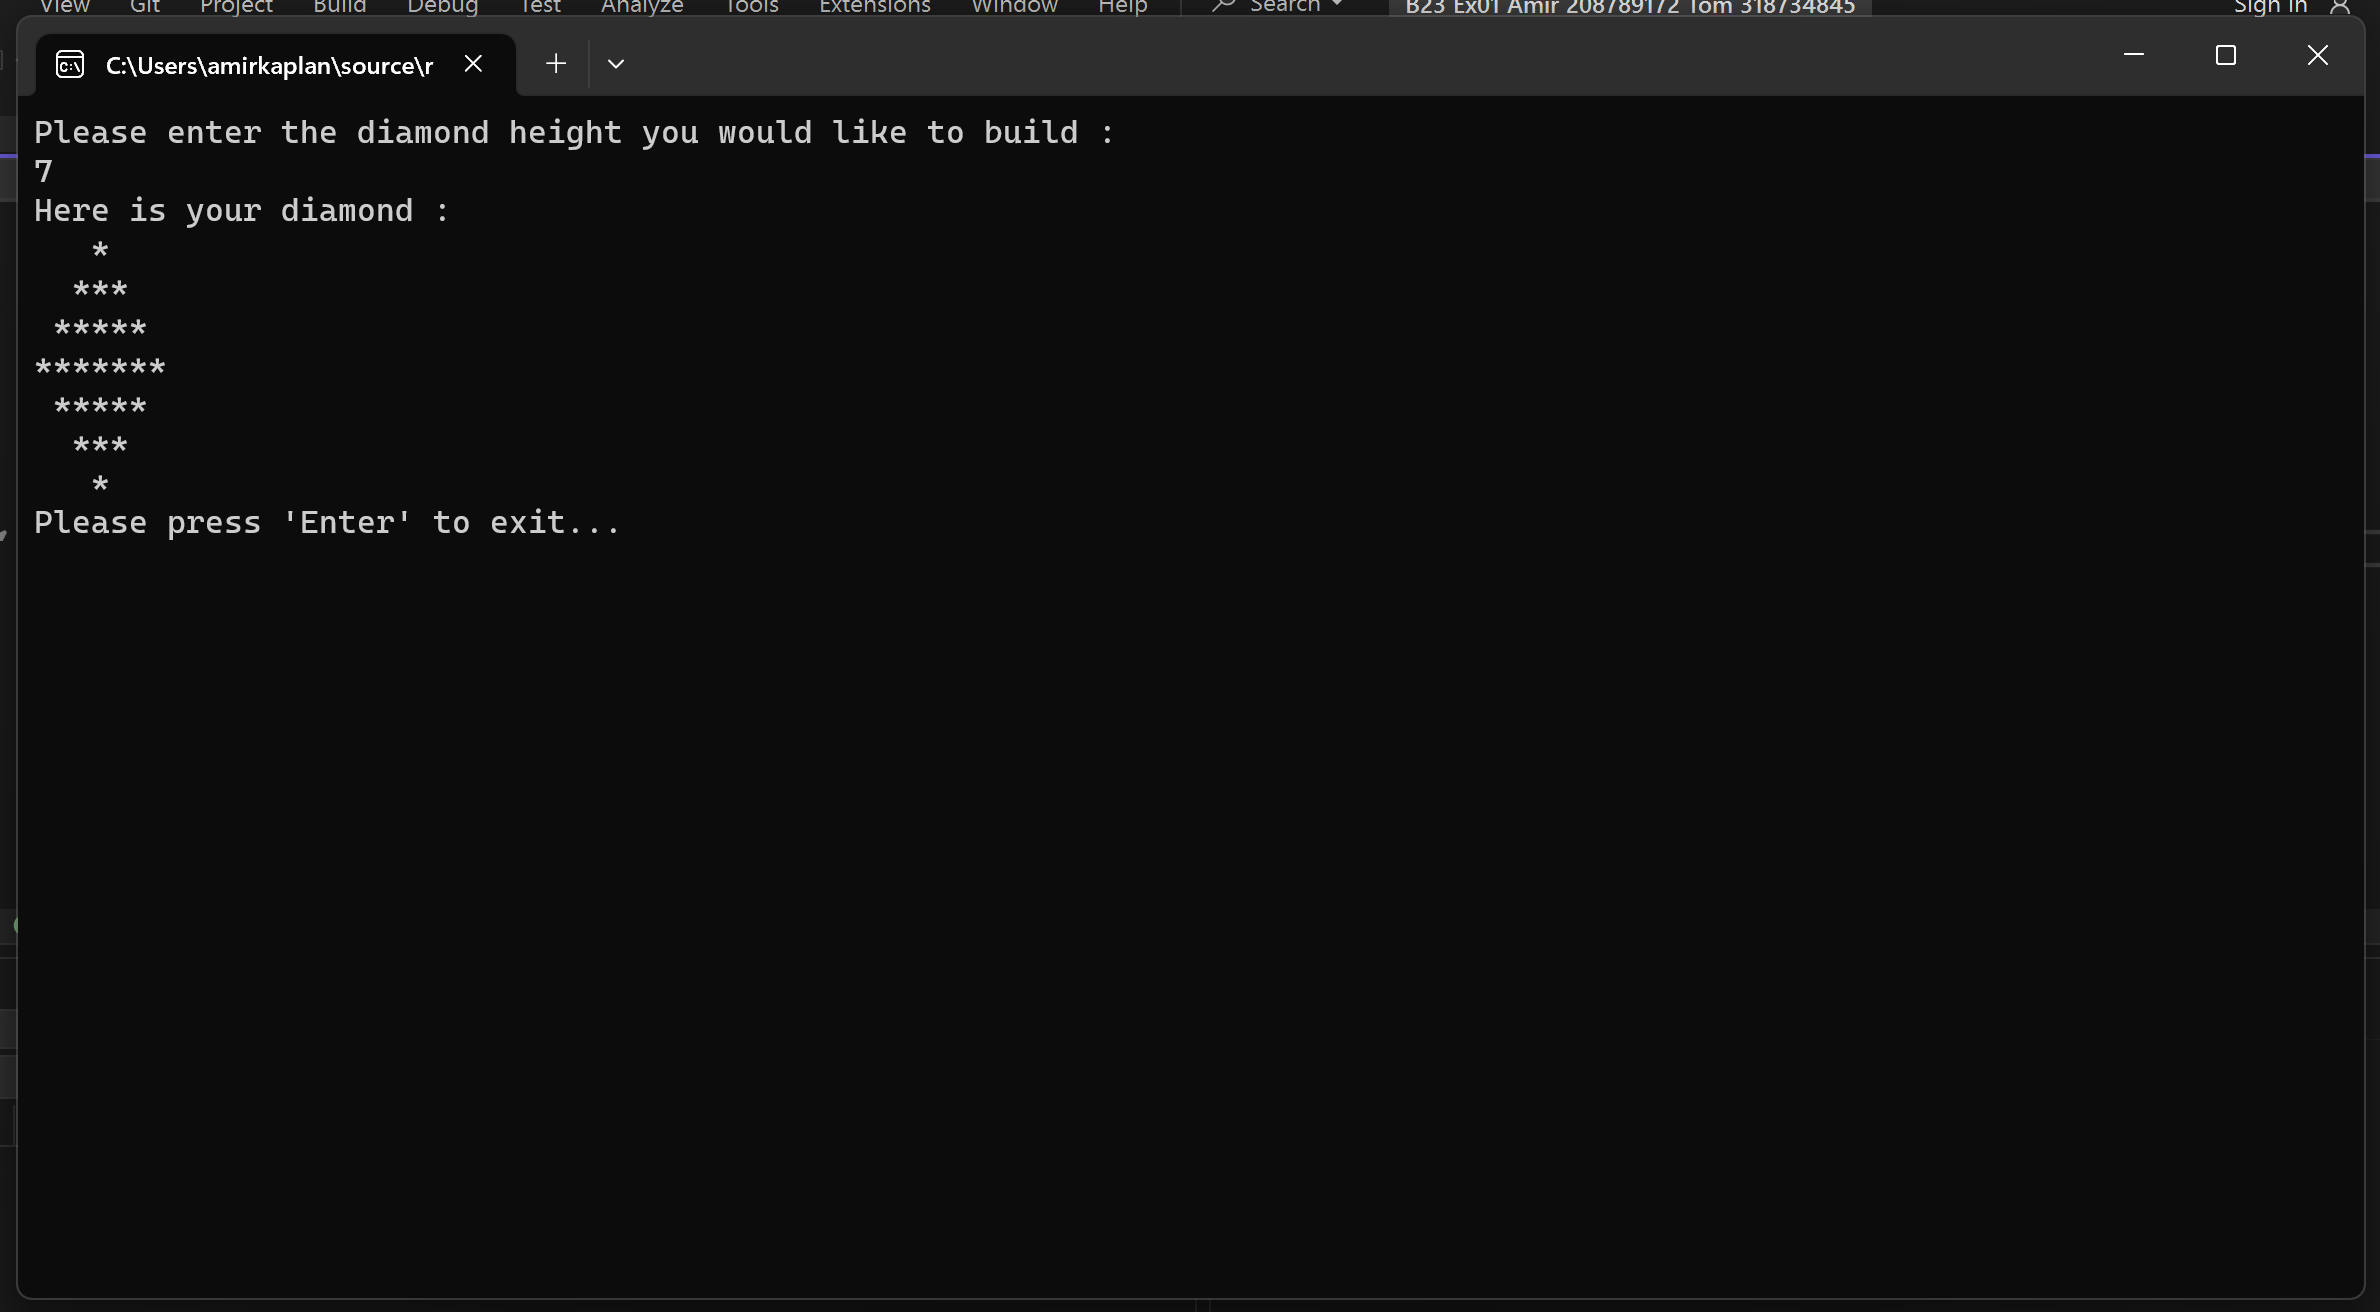 View Git Project Build Debug Test Analyze Tools Extensions Window Help Search B23 Ex01 Amir 208789172 Tom 318734845 Sign in
C:\Users\amirkaplan\source\r
Please enter the diamond height you would like to build :
7
Here is your diamond :
   *
  ***
 *****
*******
 *****
  ***
   *
Please press 'Enter' to exit...